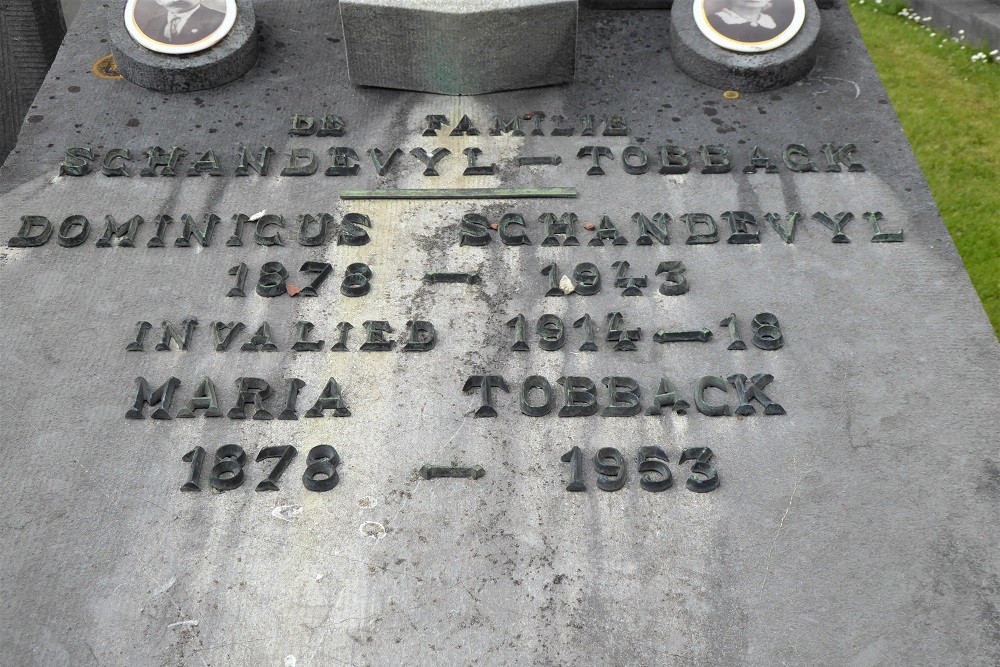 DE FAMILIE
SCHANDEVYL — TOBBACK
DOMINICUS SCHANDEVYL
1878 — 1943
INVALIED 1914 — 18
MARIA TOBBACK
1878 — 1953